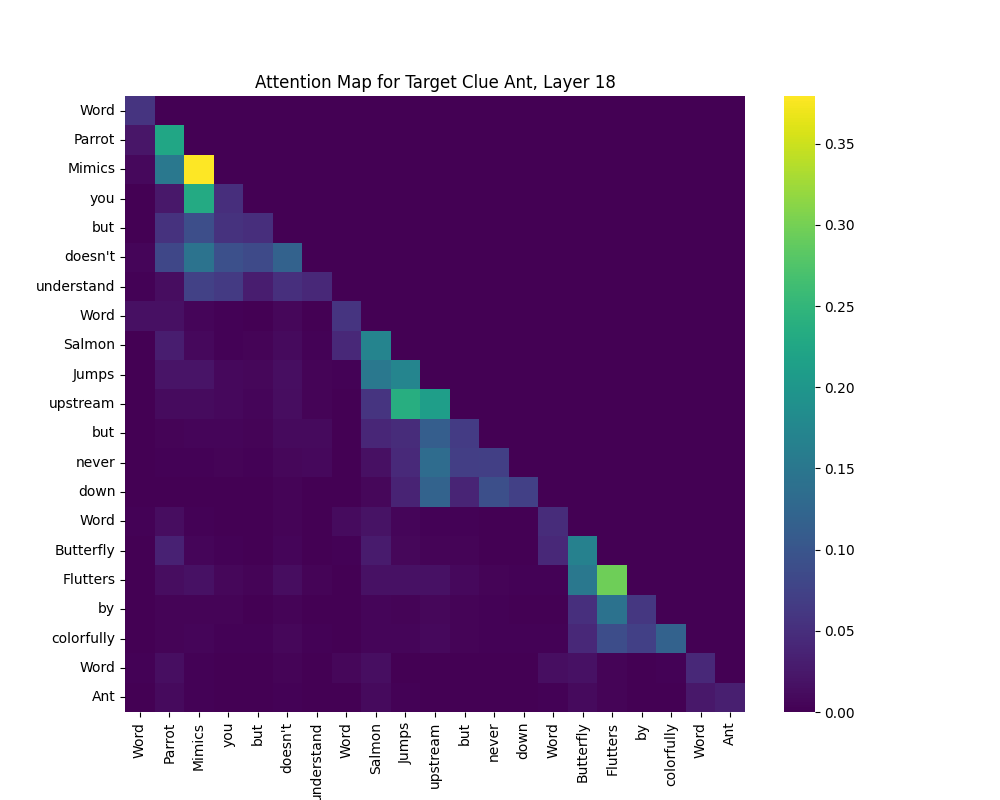 Attention Map for Target Clue Ant, Layer 18
Word
Parrot
Mimics
you
but
doesn't
understand
Word
Salmon
Jumps
upstream
but
never
down
Word
Butterfly
Flutters
by
colorfully
Word
Ant
Word
Parrot
Mimics
you
but
doesn't
understand
Word
Salmon
Jumps
upstream
but
never
down
Word
Butterfly
Flutters
by
colorfully
Word
Ant
0.35
0.30
0.25
0.20
0.15
0.10
0.05
0.00